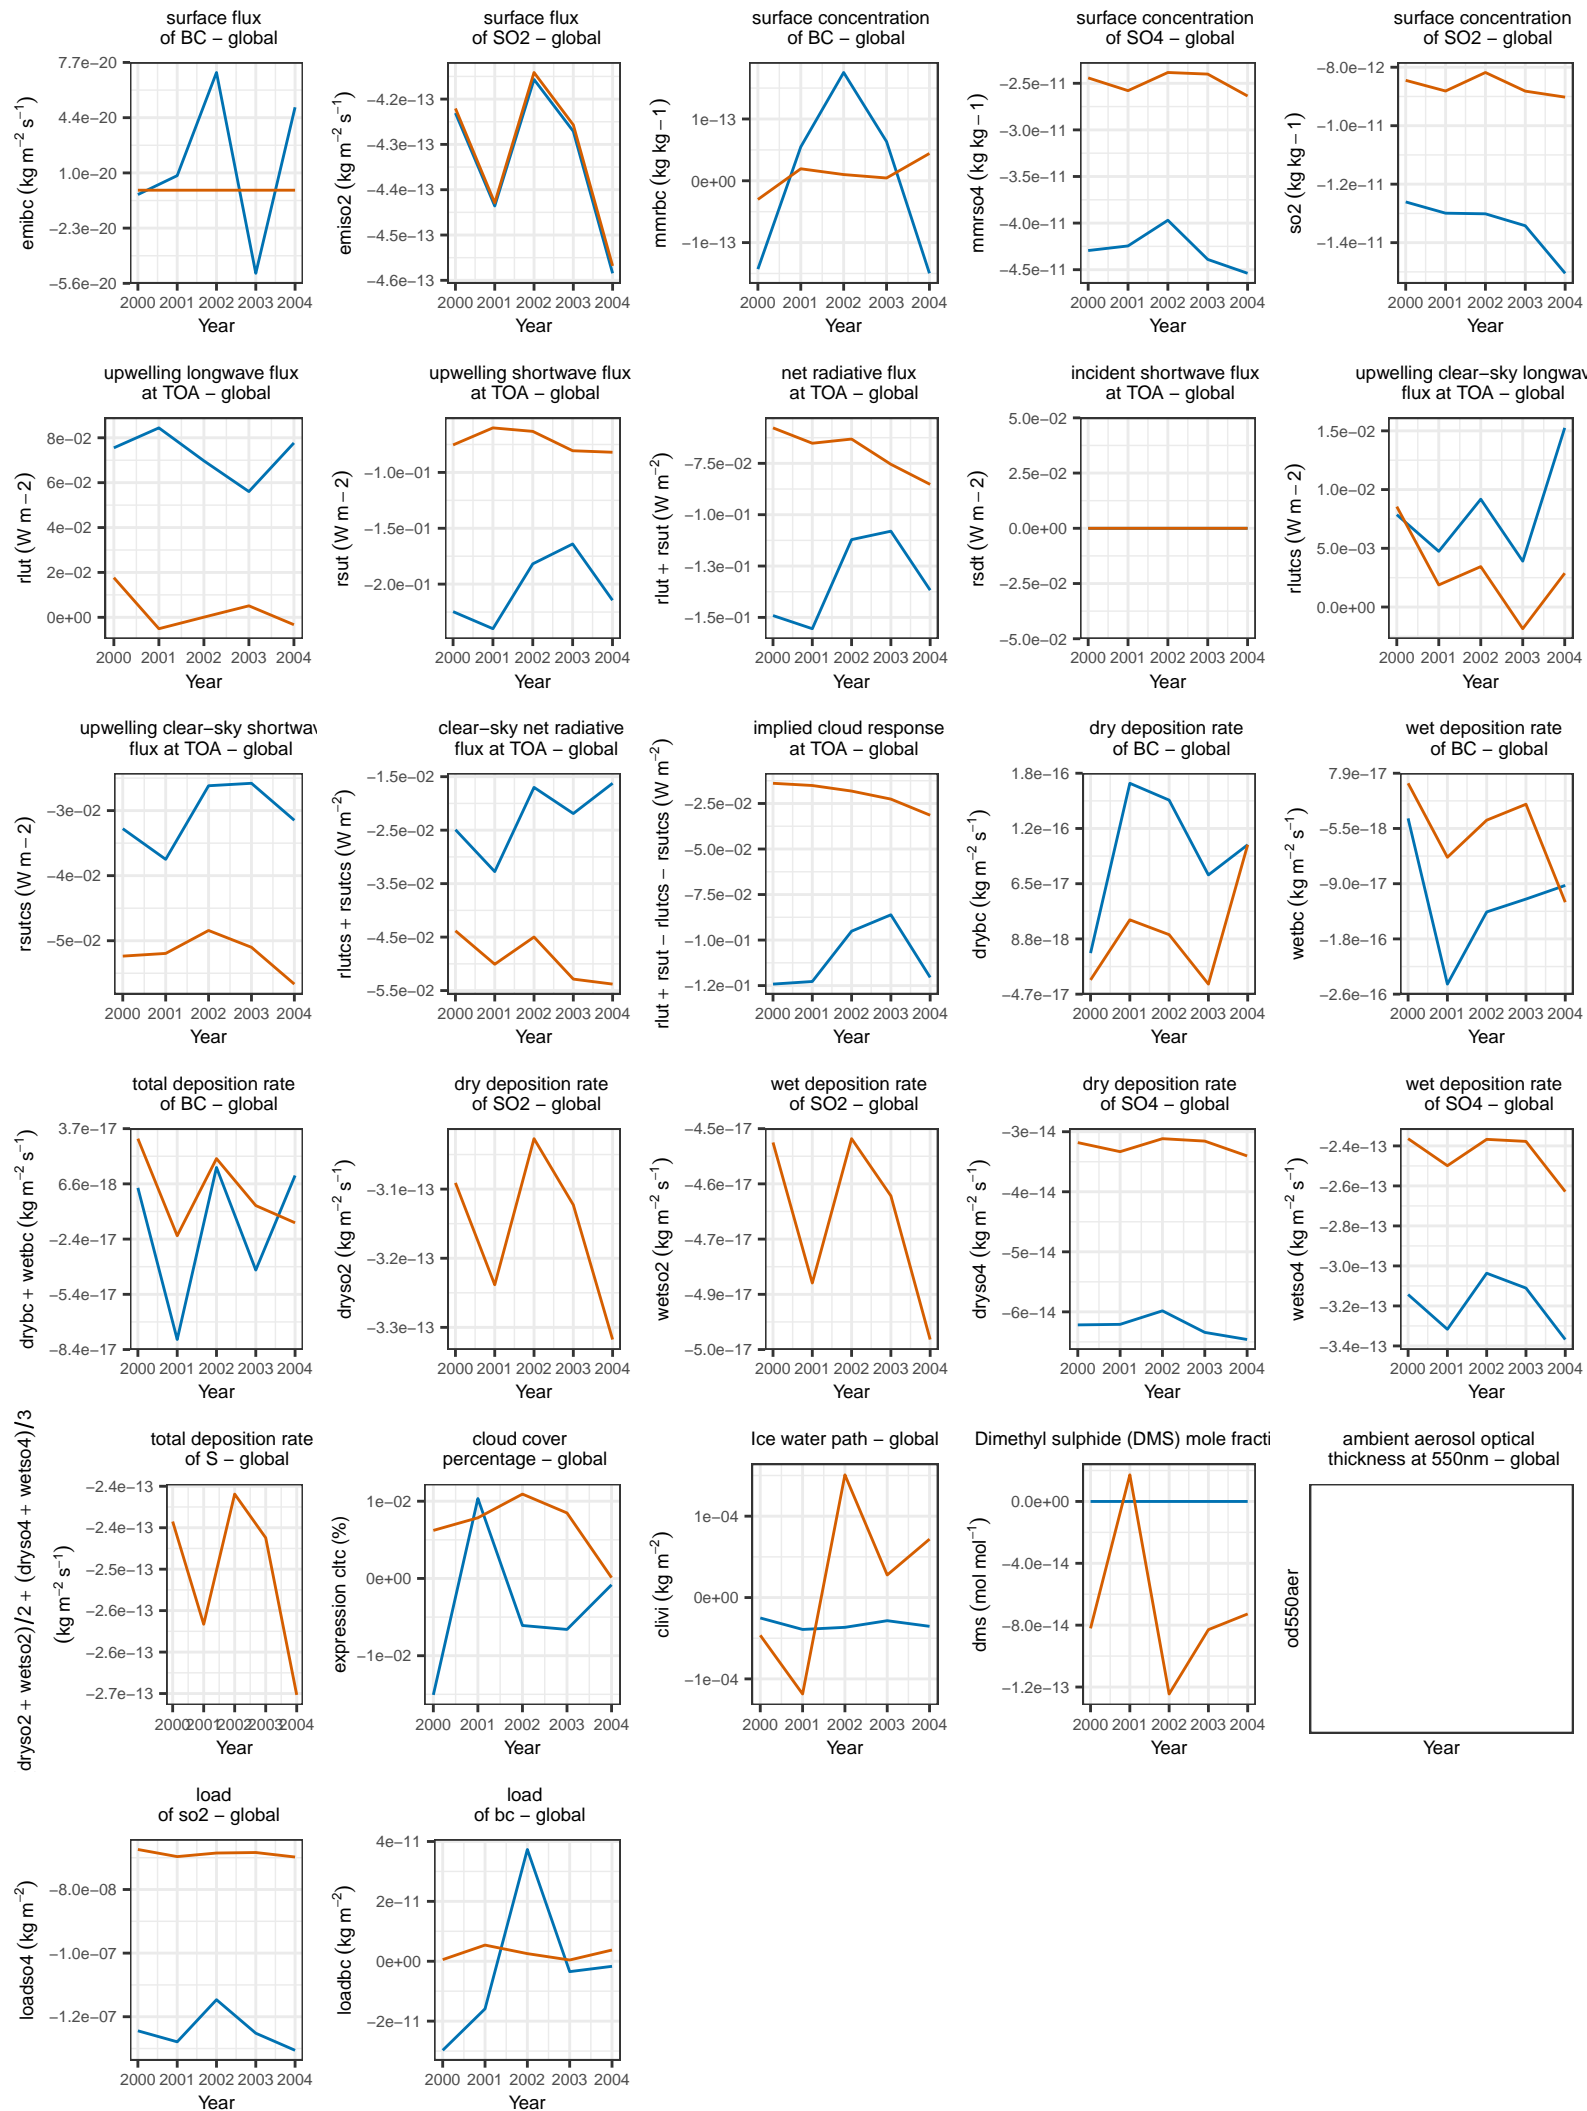 surface flux
of BC − global
7.7e−20
4.4e−20
1.0e−20
−2.3e−20
−5.6e−20
emibc (kg m−2 s−1)
2000 2001 2002 2003 2004
Year
surface flux
of SO2 − global
−4.2e−13
−4.3e−13
−4.4e−13
−4.5e−13
−4.6e−13
emiso2 (kg m−2 s−1)
2000 2001 2002 2003 2004
Year
surface concentration
of BC − global
1e−13
0e+00
−1e−13
mmrbc (kg kg−1)
2000 2001 2002 2003 2004
Year
surface concentration
of SO4 − global
−2.5e−11
−3.0e−11
−3.5e−11
−4.0e−11
−4.5e−11
mmrso4 (kg kg−1)
2000 2001 2002 2003 2004
Year
surface concentration
of SO2 − global
−8.0e−12
−1.0e−11
−1.2e−11
−1.4e−11
so2 (kg kg−1)
2000 2001 2002 2003 2004
Year
upwelling longwave flux
at TOA − global
8e−02
6e−02
4e−02
2e−02
0e+00
rlut (W m−2)
2000 2001 2002 2003 2004
Year
upwelling shortwave flux
at TOA − global
−1.0e−01
−1.5e−01
−2.0e−01
rsut (W m−2)
2000 2001 2002 2003 2004
Year
net radiative flux
at TOA − global
−7.5e−02
−1.0e−01
−1.3e−01
−1.5e−01
rlut + rsut (W m−2)
2000 2001 2002 2003 2004
Year
incident shortwave flux
at TOA − global
5.0e−02
2.5e−02
0.0e+00
−2.5e−02
−5.0e−02
rsdt (W m−2)
2000 2001 2002 2003 2004
Year
upwelling clear−sky longwav
flux at TOA − global
1.5e−02
1.0e−02
5.0e−03
0.0e+00
rlutcs (W m−2)
2000 2001 2002 2003 2004
Year
upwelling clear−sky shortwav
flux at TOA − global
−3e−02
−4e−02
−5e−02
rsutcs (W m−2)
2000 2001 2002 2003 2004
Year
clear−sky net radiative
flux at TOA − global
−1.5e−02
−2.5e−02
−3.5e−02
−4.5e−02
−5.5e−02
rlutcs + rsutcs (W m−2)
2000 2001 2002 2003 2004
Year
implied cloud response
at TOA − global
−2.5e−02
−5.0e−02
−7.5e−02
−1.0e−01
−1.2e−01
rlut + rsut − rlutcs − rsutcs (W m−2)
2000 2001 2002 2003 2004
Year
dry deposition rate
of BC − global
1.8e−16
1.2e−16
6.5e−17
8.8e−18
−4.7e−17
drybc (kg m−2 s−1)
2000 2001 2002 2003 2004
Year
wet deposition rate
of BC − global
7.9e−17
−5.5e−18
−9.0e−17
−1.8e−16
−2.6e−16
wetbc (kg m−2 s−1)
2000 2001 2002 2003 2004
Year
total deposition rate
of BC − global
3.7e−17
6.6e−18
−2.4e−17
−5.4e−17
−8.4e−17
drybc + wetbc (kg m−2 s−1)
2000 2001 2002 2003 2004
Year
dry deposition rate
of SO2 − global
−3.1e−13
−3.2e−13
−3.3e−13
dryso2 (kg m−2 s−1)
2000 2001 2002 2003 2004
Year
wet deposition rate
of SO2 − global
−4.5e−17
−4.6e−17
−4.7e−17
−4.9e−17
−5.0e−17
wetso2 (kg m−2 s−1)
2000 2001 2002 2003 2004
Year
dry deposition rate
of SO4 − global
−3e−14
−4e−14
−5e−14
−6e−14
dryso4 (kg m−2 s−1)
2000 2001 2002 2003 2004
Year
wet deposition rate
of SO4 − global
−2.4e−13
−2.6e−13
−2.8e−13
−3.0e−13
−3.2e−13
−3.4e−13
wetso4 (kg m−2 s−1)
2000 2001 2002 2003 2004
Year
total deposition rate
of S − global
−2.4e−13
−2.4e−13
−2.5e−13
−2.6e−13
−2.6e−13
−2.7e−13
dryso2 + wetso2)/2 + (dryso4 + wetso4)/3
(kg m−2 s−1)
2000 2001 2002 2003 2004
Year
cloud cover
percentage − global
1e−02
0e+00
−1e−02
expression cltc (%)
2000 2001 2002 2003 2004
Year
Ice water path − global
1e−04
0e+00
−1e−04
clivi (kg m−2)
2000 2001 2002 2003 2004
Year
Dimethyl sulphide (DMS) mole fracti
0.0e+00
−4.0e−14
−8.0e−14
−1.2e−13
dms (mol mol−1)
2000 2001 2002 2003 2004
Year
ambient aerosol optical
thickness at 550nm − global
od550aer
Year
load
of so2 − global
−8.0e−08
−1.0e−07
−1.2e−07
loadso4 (kg m−2)
2000 2001 2002 2003 2004
Year
load
of bc − global
4e−11
2e−11
0e+00
−2e−11
loadbc (kg m−2)
2000 2001 2002 2003 2004
Year